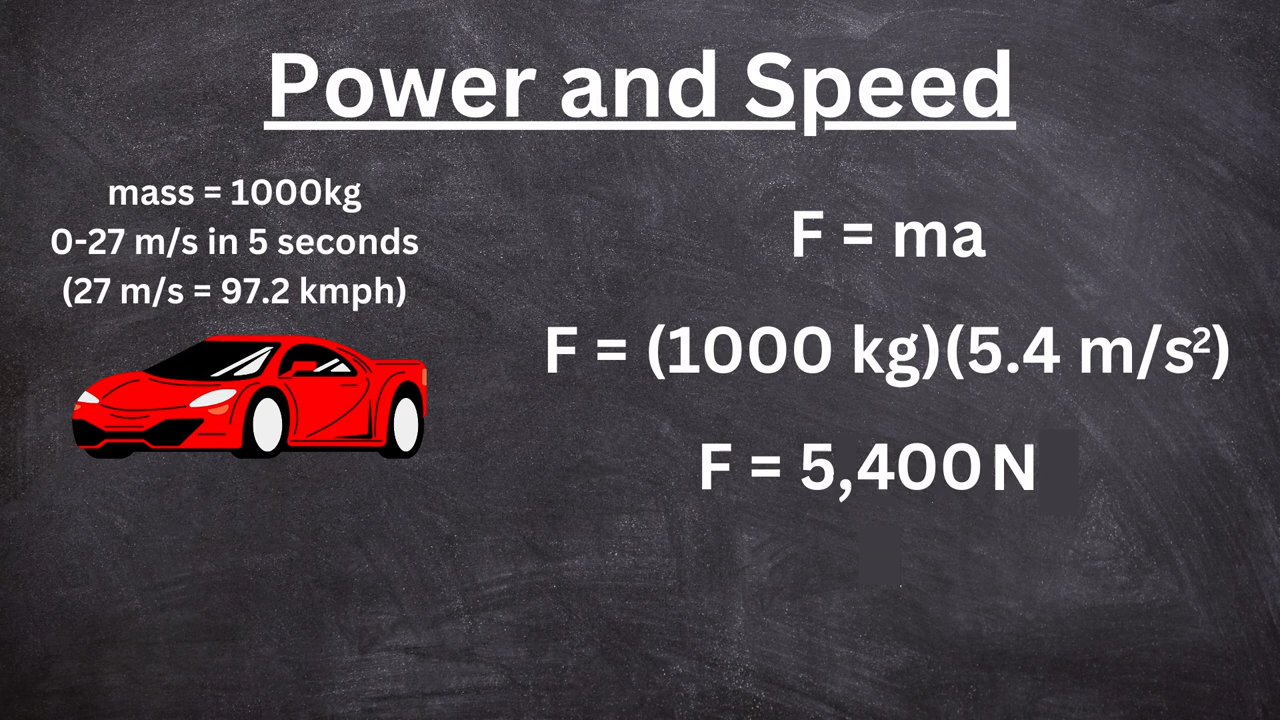 Power and Speed
mass = 1000kg
0-27 m/s in 5 seconds
(27 m/s = 97.2 kmph)
F = ma
F = (1000 kg)(5.4 m/s²)
F = 5,400 N